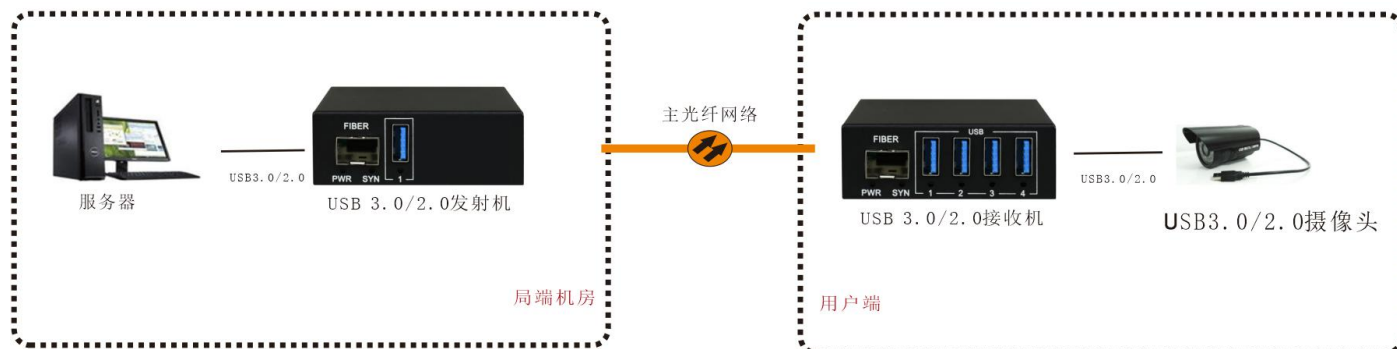 服务器
USB3.0/2.0
FIBER
PWR SYN 1
USB 3.0/2.0发射机
局端机房
主光纤网络
USB
FIBER
PWR SYN 1 2 3 4
USB 3.0/2.0接收机
USB3.0/2.0
USB3.0/2.0摄像头
用户端